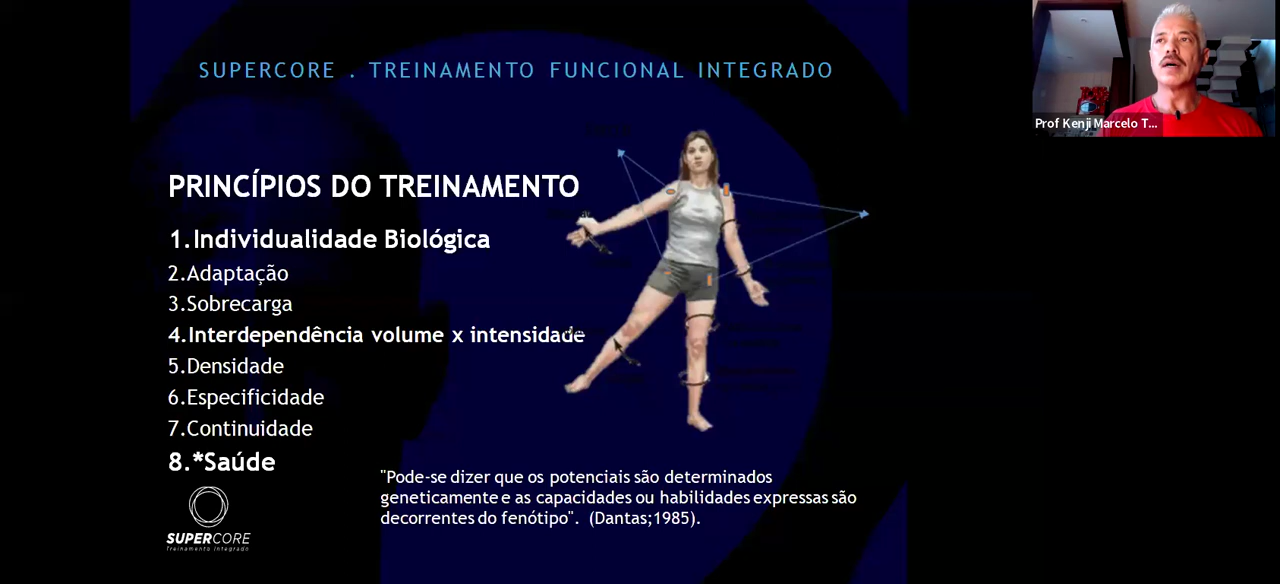 SUPERCORE . TREINAMENTO FUNCIONAL INTEGRADO
Prof Kenji Marcelo T...
PRINCÍPIOS DO TREINAMENTO
1.Individualidade Biológica
2.Adaptação
3.Sobrecarga
4.Interdependência volume x intensidade
5.Densidade
6.Especificidade
7.Continuidade
8.*Saúde
"Pode-se dizer que os potenciais são determinados
geneticamente e as capacidades ou habilidades expressas são
decorrentes do fenótipo". (Dantas;1985).
SUPERCORE
Treinamento Integrado